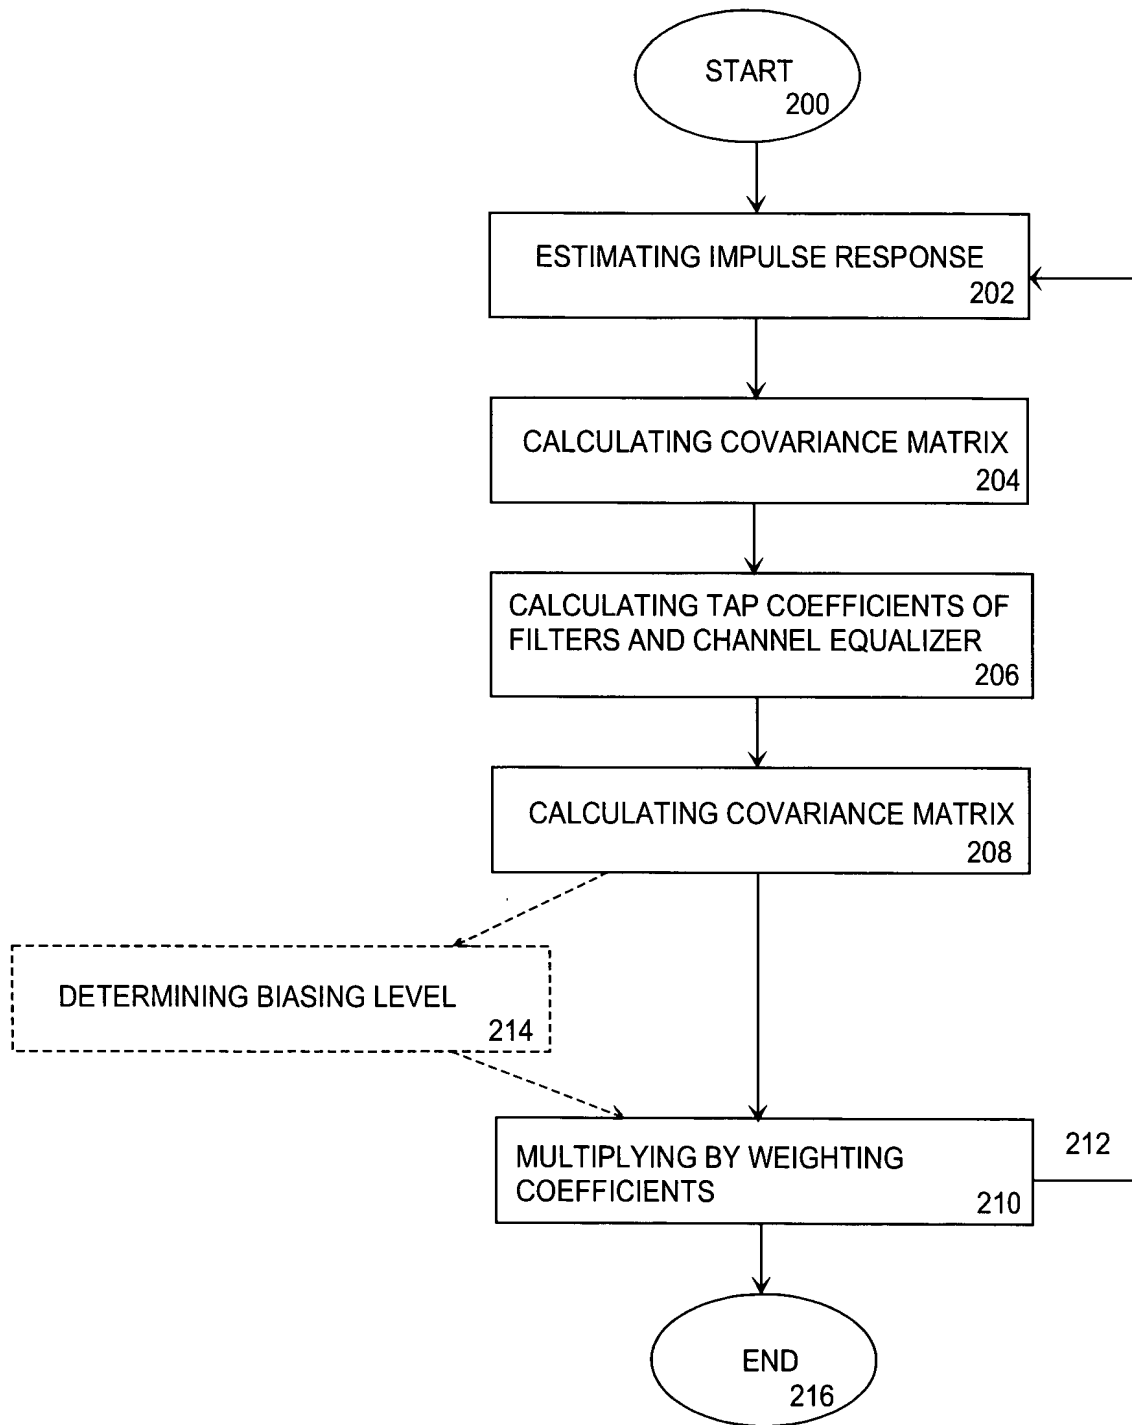 START
200
ESTIMATING IMPULSE RESPONSE
202
CALCULATING COVARIANCE MATRIX
204
CALCULATING TAP COEFFICIENTS OF
FILTERS AND CHANNEL EQUALIZER
206
CALCULATING COVARIANCE MATRIX
208
DETERMINING BIASING LEVEL
214
MULTIPLYING BY WEIGHTING
COEFFICIENTS
210
212
END
216